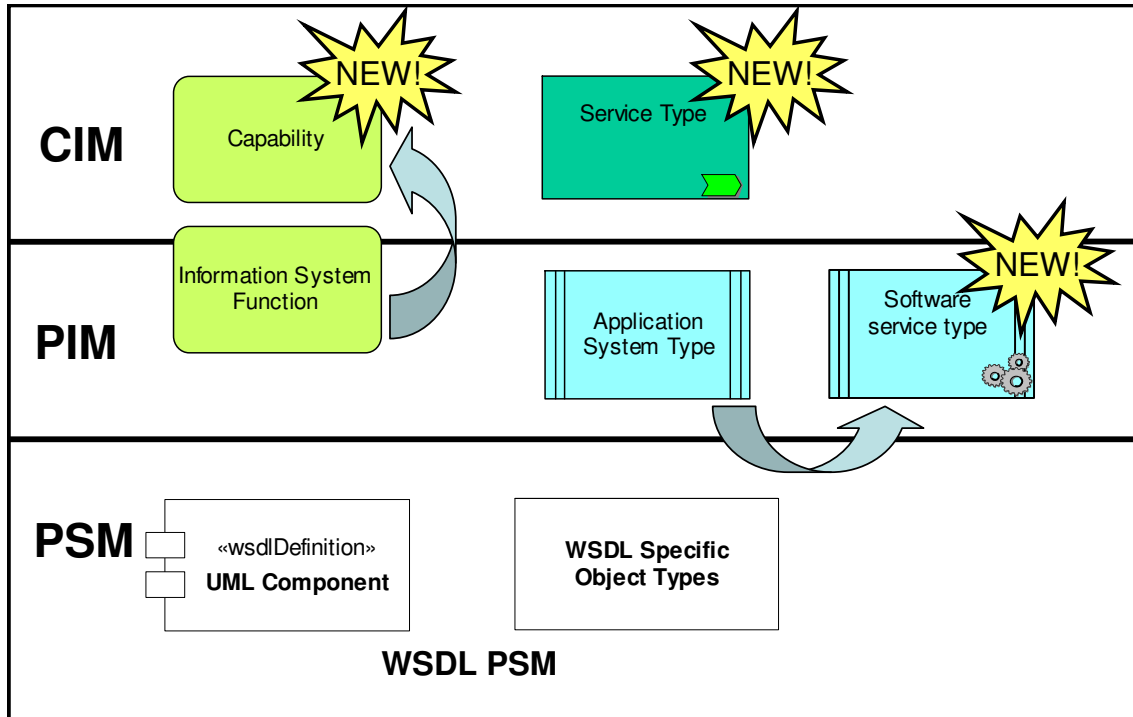 NEW!
NEW!
CIM
Capability
Service Type
Information System
Function
NEW!
PIM
Application
System Type
Software
service type
PSM
«wsdlDefinition»
UML Component
WSDL Specific
Object Types
WSDL PSM